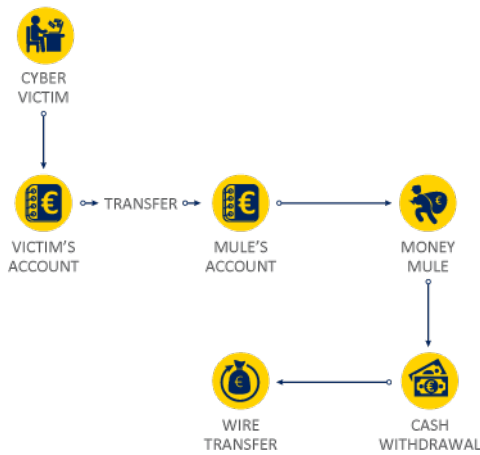 CYBER
VICTIM
TRANSFER
VICTIM'S
ACCOUNT
MULE'S
ACCOUNT
MONEY
MULE
WIRE
TRANSFER
CASH
WITHDRAWAL